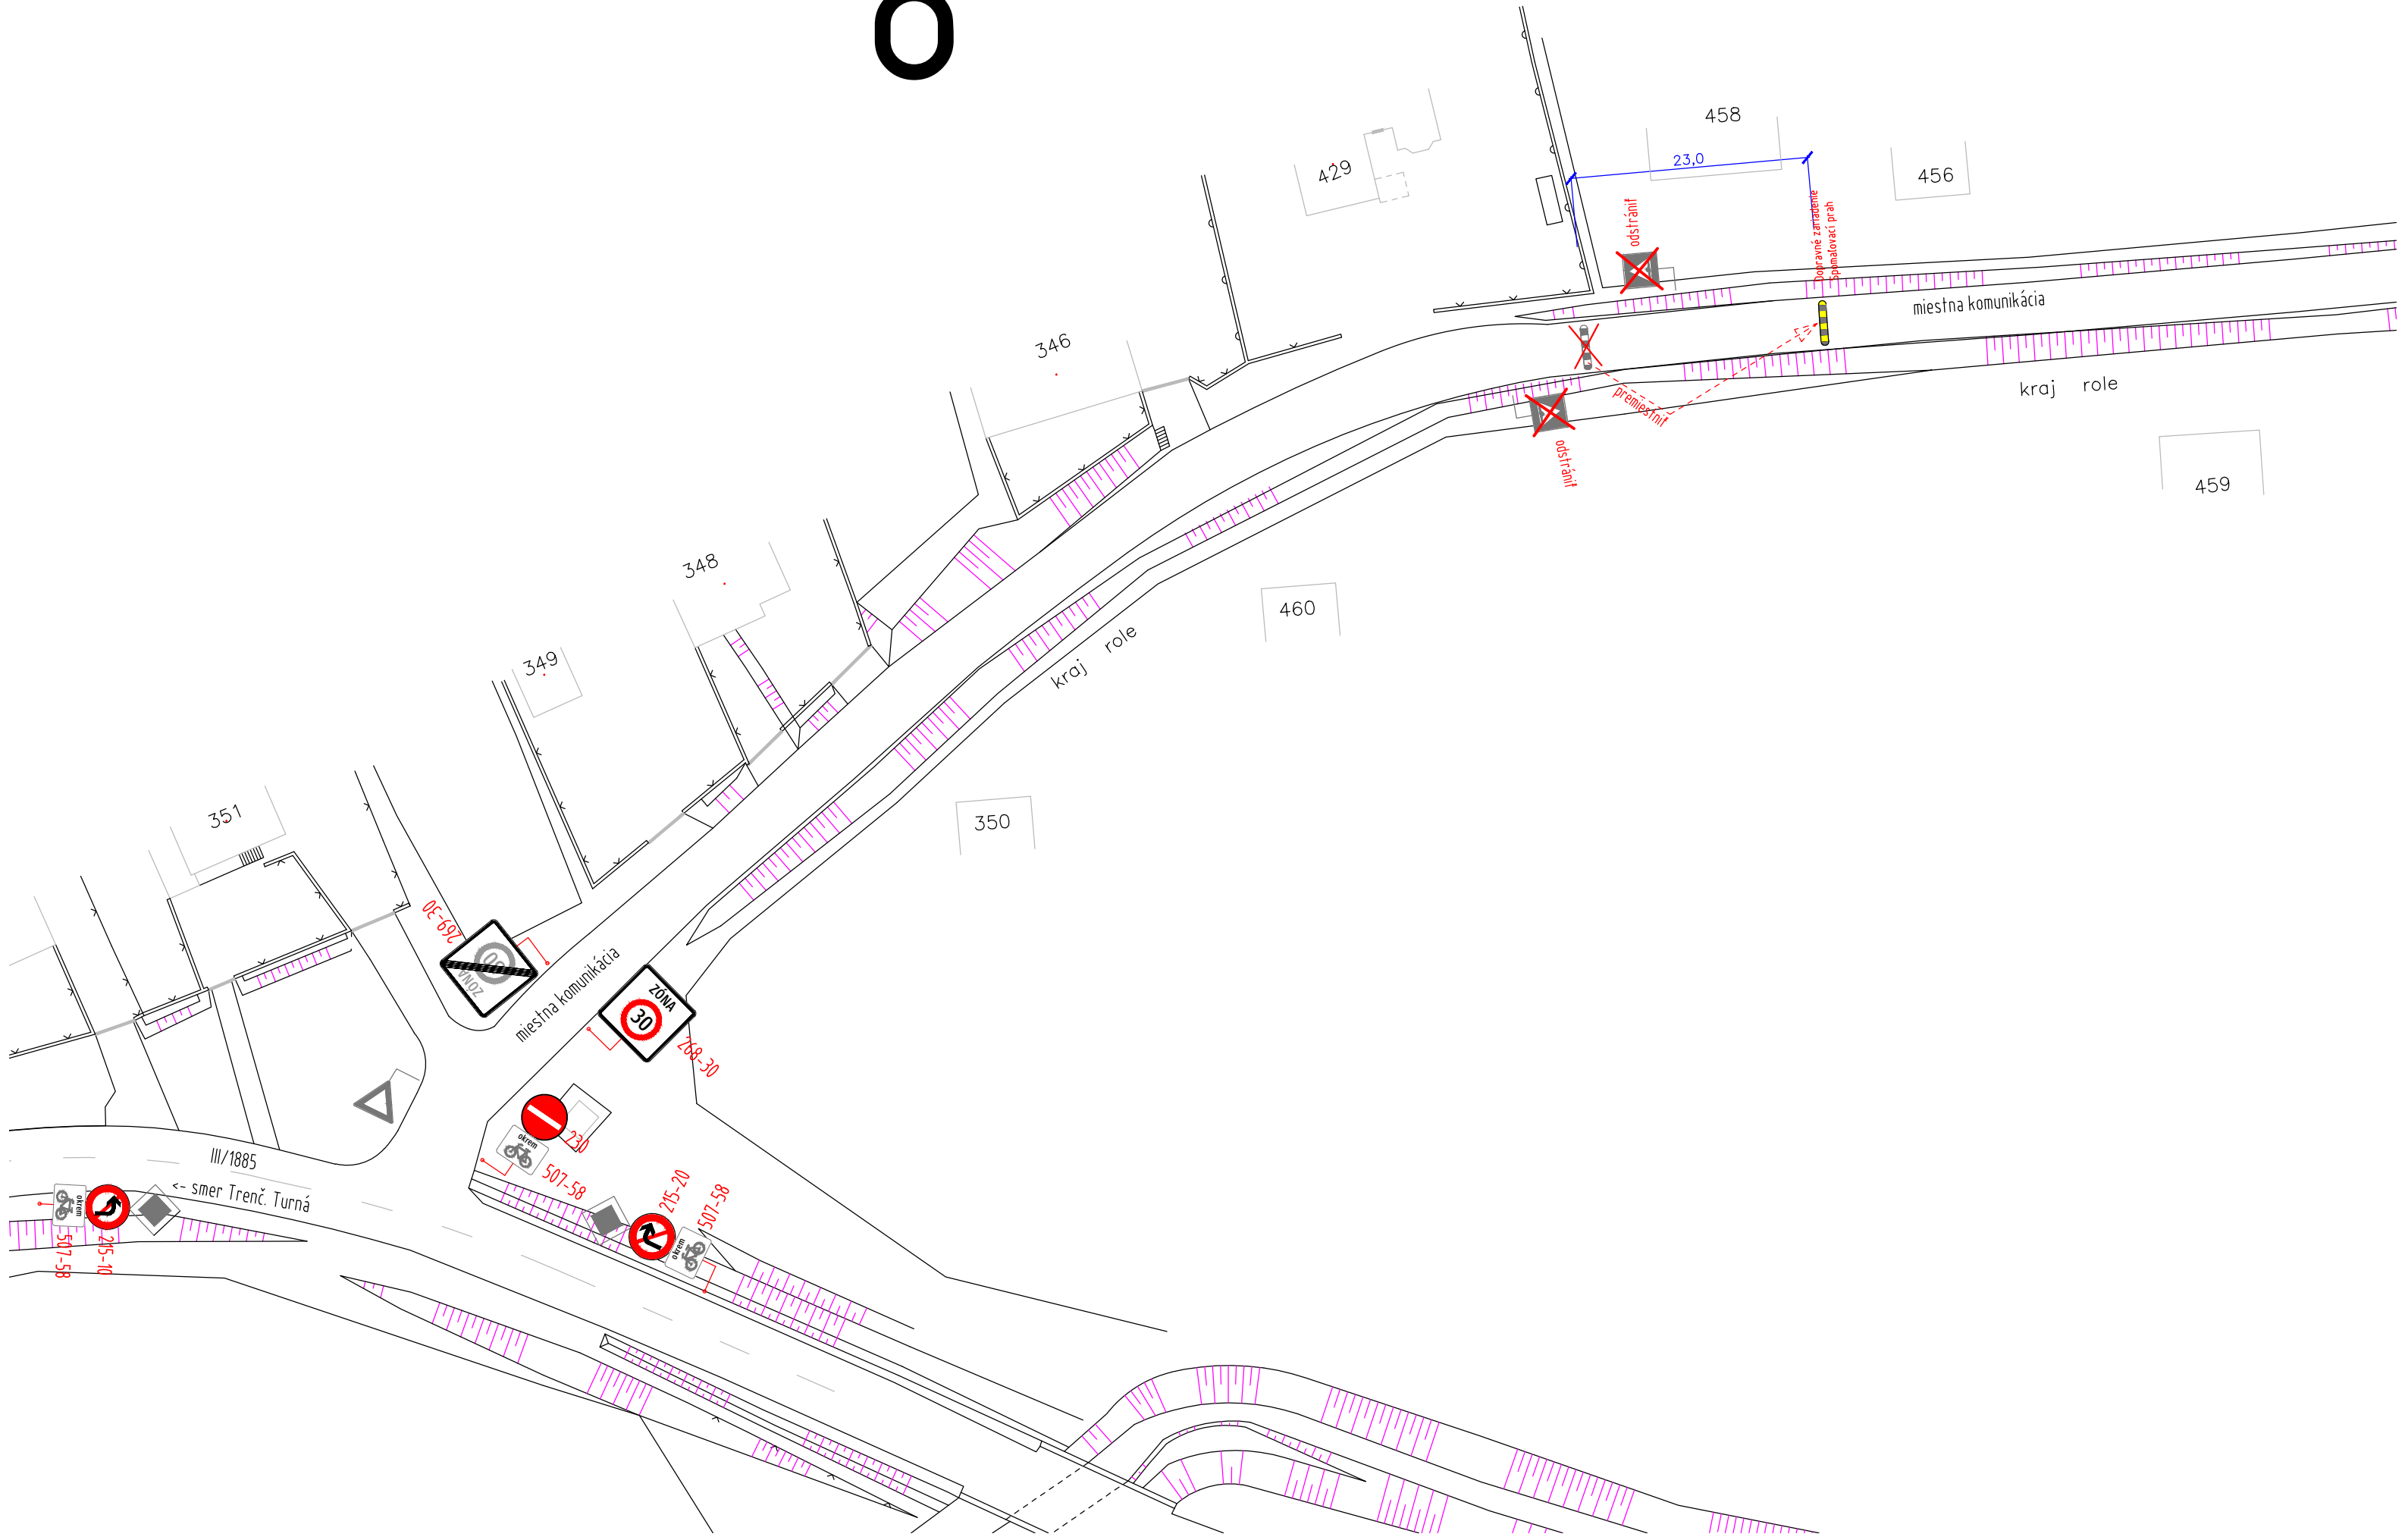 O
458
23,0
429
456
odstrániť
Dopravné zariadenie
Spomaľovací prah
miestna komunikácia
346
premiestniť
kraj role
odstrániť
459
348
460
kraj role
349
351
350
269-30
ZÓNA
miestna komunikácia
ZÓNA
30
268-30
230
okrem
507-58
III/1885
<- smer Trenč. Turná
okrem
507-58
215-10
215-20
507-58
okrem